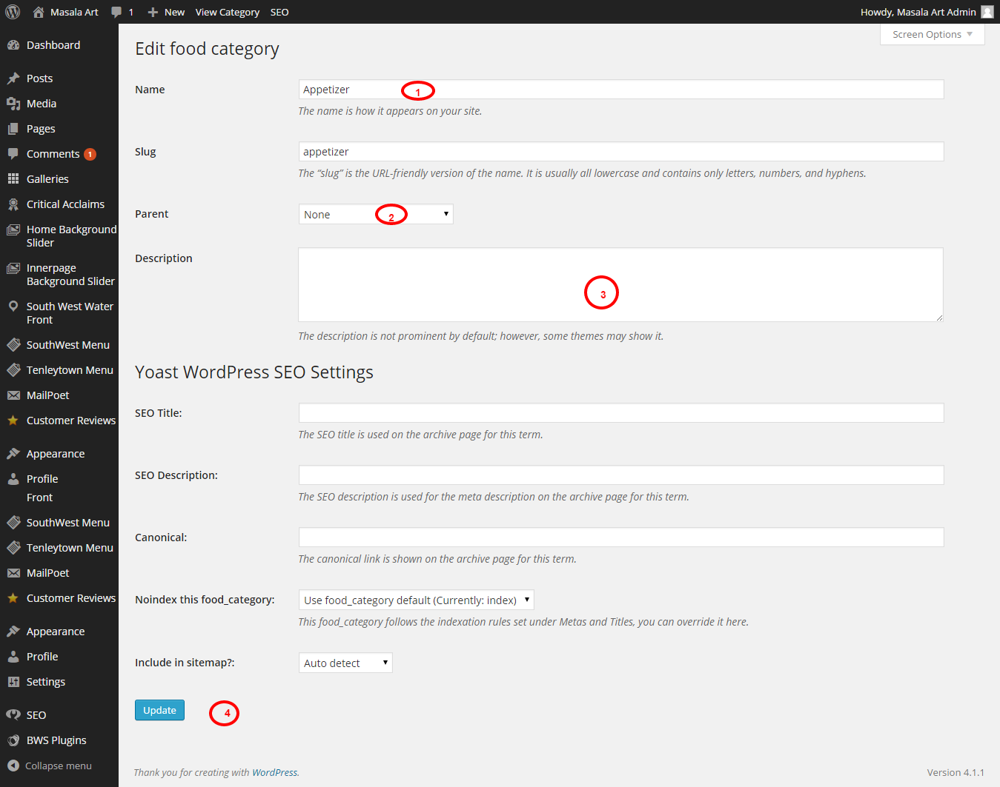 Masala Art 1 New View Category SEO Howdy, Masala Art Admin
Screen Options
Dashboard
Posts
Media
Pages
Comments 1
Galleries
Critical Acclaims
Home Background
Slider
Innerpage
Background Slider
South West Water
Front
SouthWest Menu
Tenleytown Menu
MailPoet
Customer Reviews
Appearance
Profile
Front
SouthWest Menu
Tenleytown Menu
MailPoet
Customer Reviews
Appearance
Profile
Settings
SEO
BWS Plugins
Collapse menu
Edit food category
Name Appetizer 1
The name is how it appears on your site.
Slug appetizer
The “slug” is the URL-friendly version of the name. It is usually all lowercase and contains only letters, numbers, and hyphens.
Parent None 2
Description
3
The description is not prominent by default; however, some themes may show it.
Yoast WordPress SEO Settings
SEO Title:
The SEO title is used on the archive page for this term.
SEO Description:
The SEO description is used for the meta description on the archive page for this term.
Canonical:
The canonical link is shown on the archive page for this term.
Noindex this food_category: Use food_category default (Currently: index)
This food_category follows the indexation rules set under Metas and Titles, you can override it here.
Include in sitemap?: Auto detect
Update 4
Thank you for creating with WordPress. Version 4.1.1